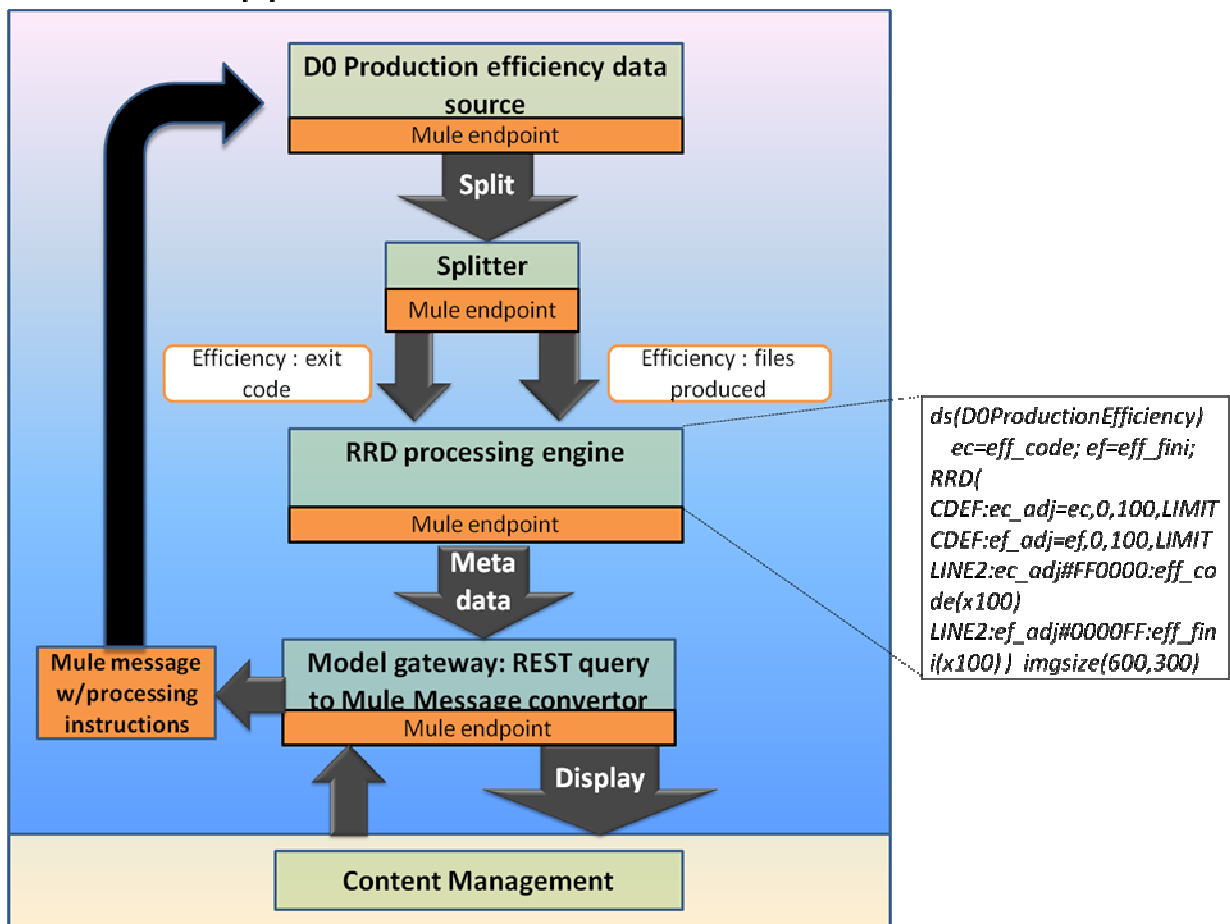 D0 Production efficiency data
source
Mule endpoint
Split
Splitter
Mule endpoint
Efficiency : exit
code
Efficiency : files
produced
RRD processing engine
Mule endpoint
ds(D0ProductionEfficiency)
ec=eff_code; ef=eff_fini;
RRD(
CDEF:ec_adj=ec,0,100,LIMIT
CDEF:ef_adj=ef,0,100,LIMIT
LINE2:ec_adj#FF0000:eff_co
de(x100)
LINE2:ef_adj#0000FF:eff_fin
i(x100) ) imgsize(600,300)
Meta
data
Model gateway: REST query
to Mule Message convertor
Mule endpoint
Mule message
w/processing
instructions
Display
Content Management